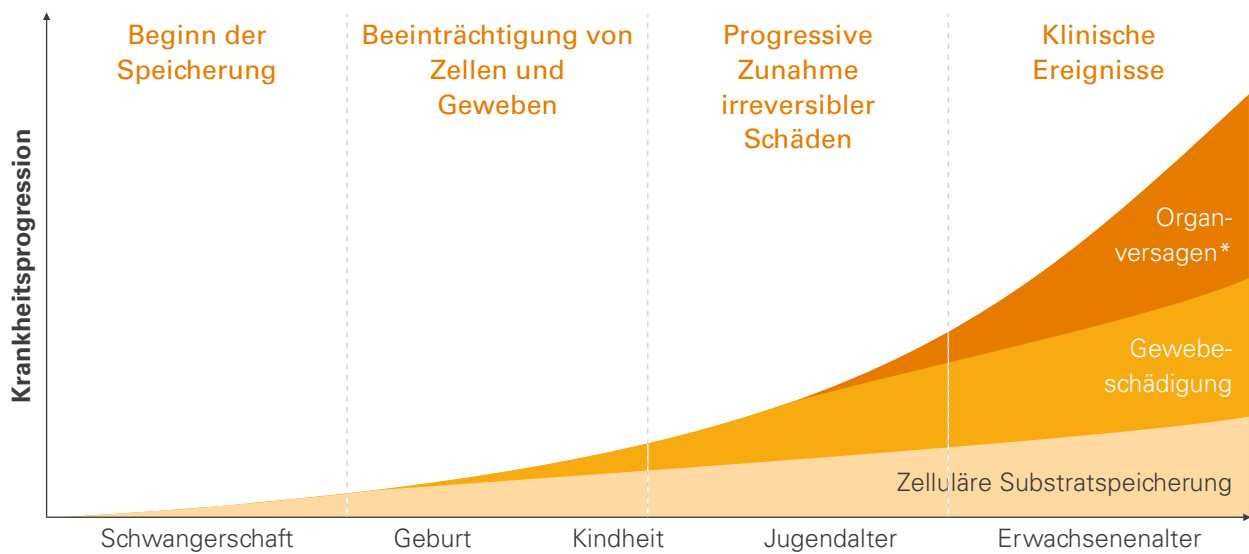 Beginn der
Speicherung
Beeinträchtigung von
Zellen und
Geweben
Progressive
Zunahme
irreversibler
Schäden
Klinische
Ereignisse
Krankheitsprogression
Organ-
versagen*
Gewebe-
schädigung
Zelluläre Substratspeicherung
Schwangerschaft
Geburt
Kindheit
Jugendalter
Erwachsenenalter